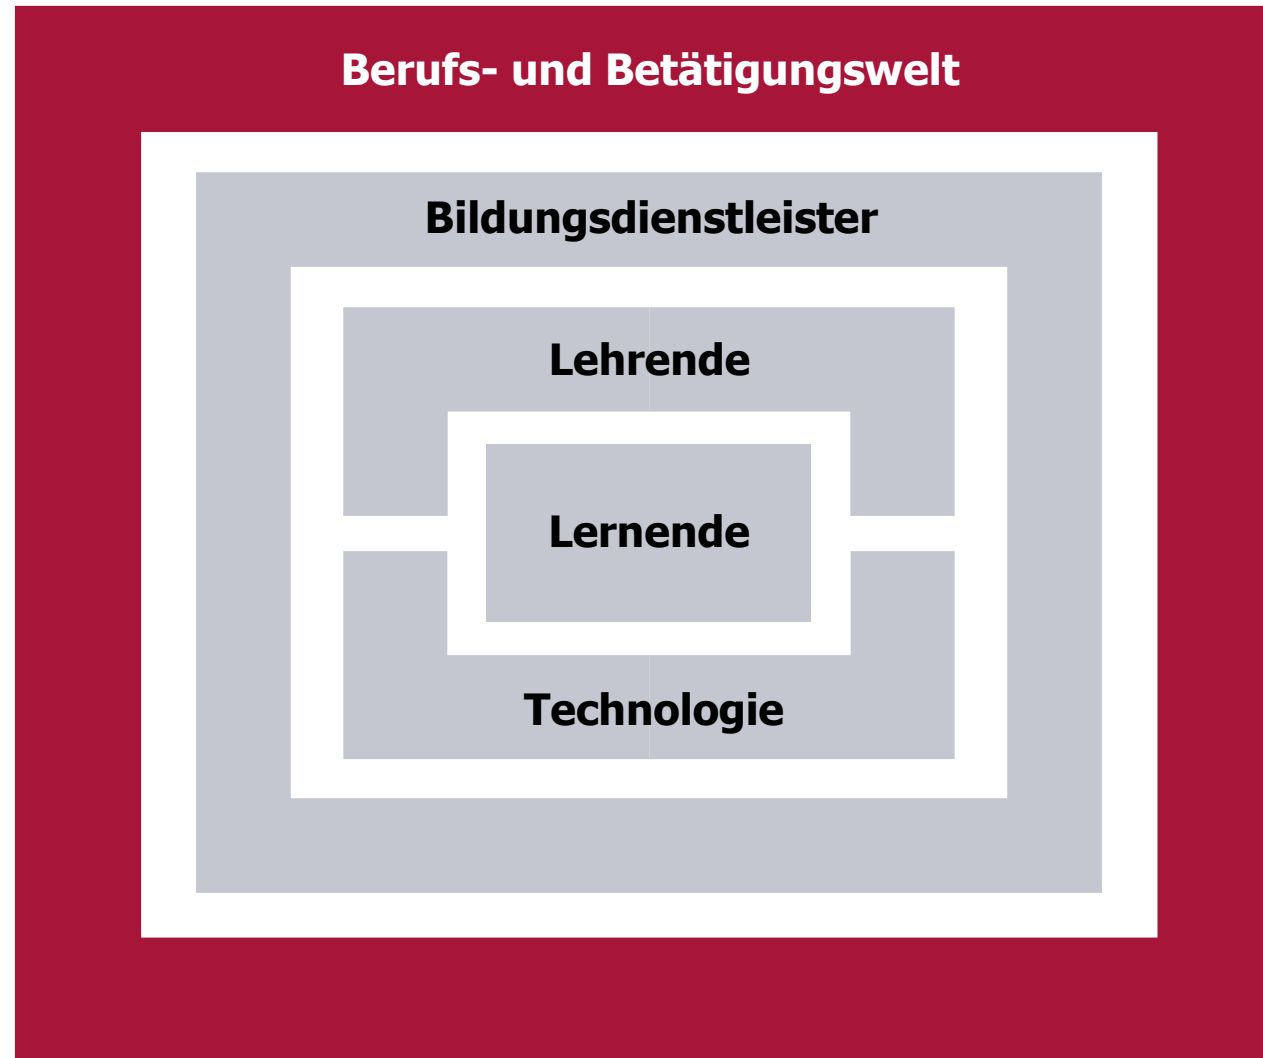 Berufs- und Betätigungswelt
Bildungsdienstleister
Lehrende
Lernende
Technologie